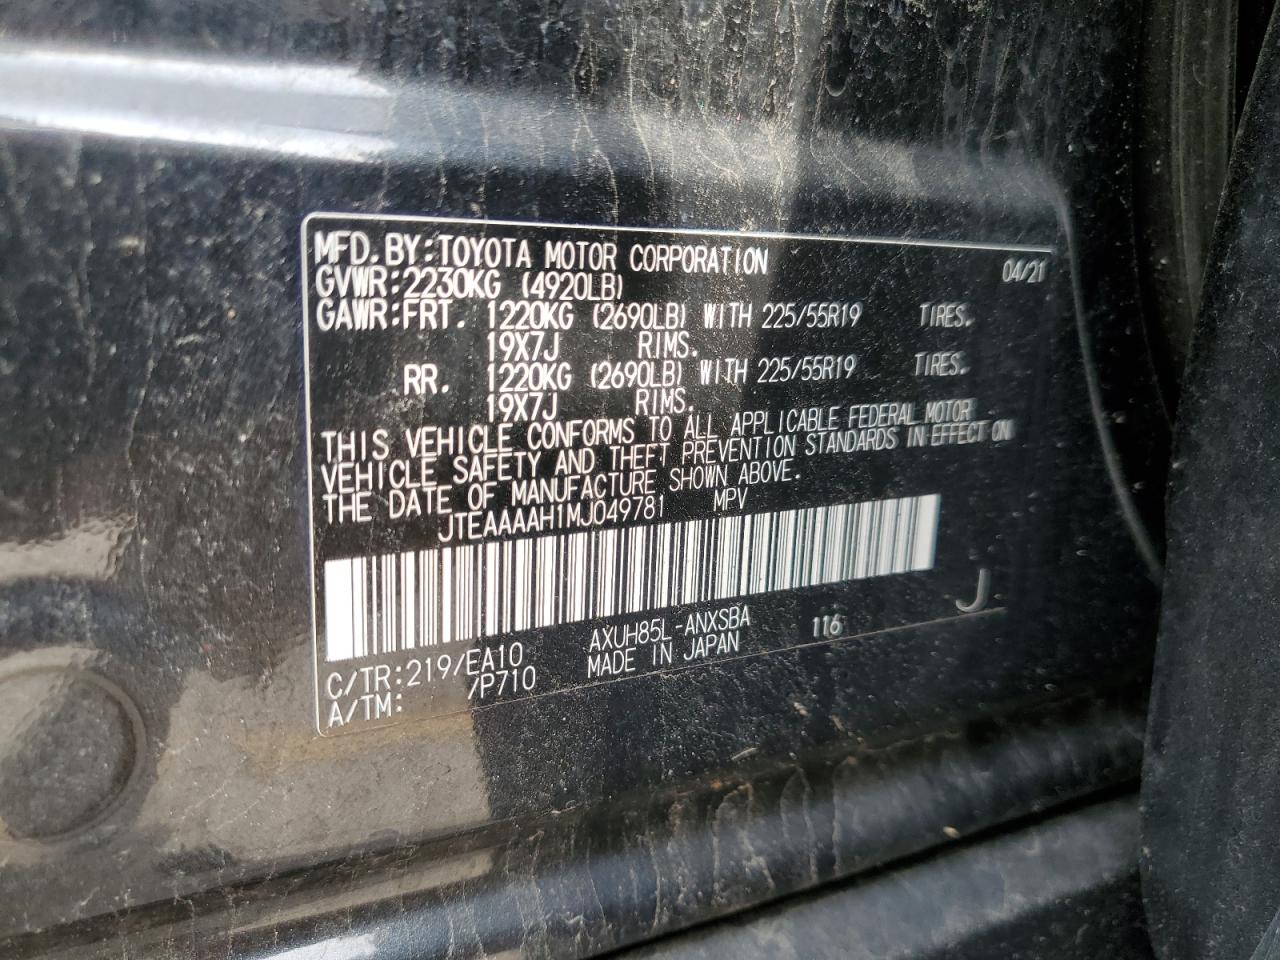 MFD. BY: TOYOTA MOTOR CORPORATION 04/21
GVWR: 2230KG (4920LB)
GAWR: FRT. 1220KG (2690LB) WITH 225/55R19 TIRES.
19X7J RIMS.
RR. 1220KG (2690LB) WITH 225/55R19 TIRES.
19X7J RIMS.
THIS VEHICLE CONFORMS TO ALL APPLICABLE FEDERAL MOTOR
VEHICLE SAFETY AND THEFT PREVENTION STANDARDS IN EFFECT ON
THE DATE OF MANUFACTURE SHOWN ABOVE.
JTEAAAAH1MJ049781 MPV
J
C/TR: 219/EA10 AXUH85L-ANXSBA 116
A/TM: /P710 MADE IN JAPAN